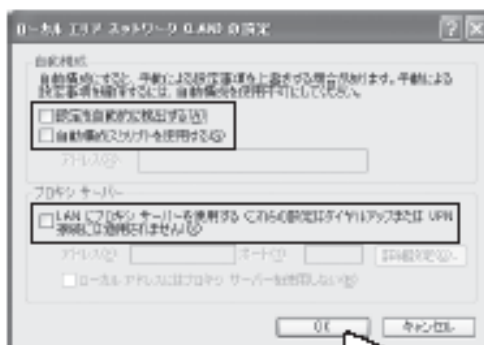 ローカル エリア ネットワーク (LAN) の設定
自動構成
自動構成にすると、手動による設定事項を上書きする場合があります。手動による
設定事項を確保するには、自動構成を使用不可にしてください。
設定を自動的に検出する(A)
自動構成スクリプトを使用する(S)
アドレス(R):
プロキシ サーバー
LAN にプロキシ サーバーを使用する (これらの設定はダイヤルアップまたは VPN
接続には適用されません)(X)
アドレス(E): ポート(T): 詳細設定(C)...
ローカル アドレスにはプロキシ サーバーを使用しない(B)
OK キャンセル